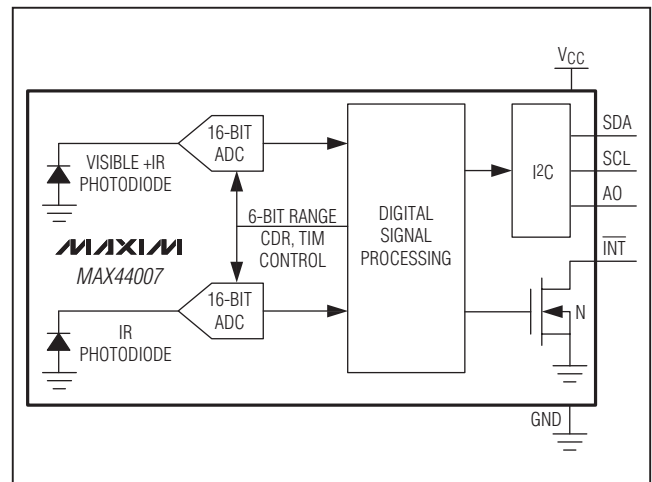 VCC
VISIBLE +IR
PHOTODIODE
16-BIT
ADC
6-BIT RANGE
CDR, TIM
CONTROL
MAXIM
MAX44007
16-BIT
ADC
IR
PHOTODIODE
DIGITAL
SIGNAL
PROCESSING
I2C
SDA
SCL
A0
INT
N
GND